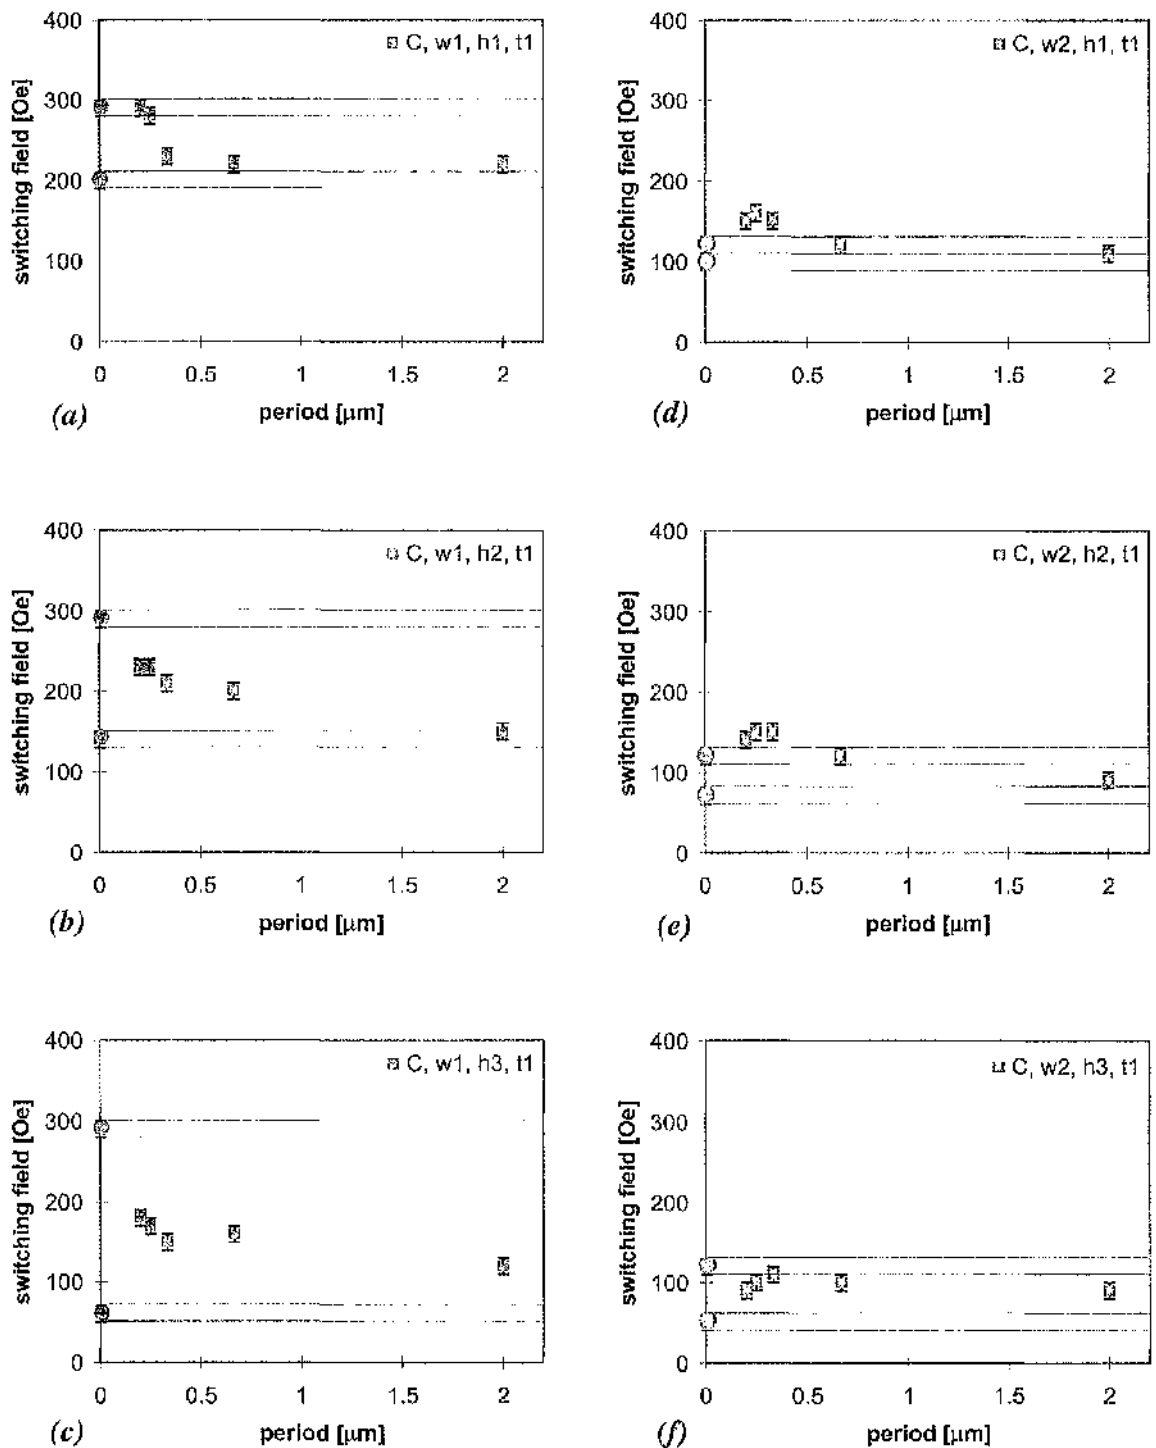 400
300
200
100
0
switching field [Oe]
C, w1, h1, t1
0 0.5 1 1.5 2
period [μm]
(a)
400
300
200
100
0
switching field [Oe]
C, w2, h1, t1
0 0.5 1 1.5 2
period [μm]
(d)
400
300
200
100
0
switching field [Oe]
C, w1, h2, t1
0 0.5 1 1.5 2
period [μm]
(b)
400
300
200
100
0
switching field [Oe]
C, w2, h2, t1
0 0.5 1 1.5 2
period [μm]
(e)
400
300
200
100
0
switching field [Oe]
C, w1, h3, t1
0 0.5 1 1.5 2
period [μm]
(c)
400
300
200
100
0
switching field [Oe]
C, w2, h3, t1
0 0.5 1 1.5 2
period [μm]
(f)